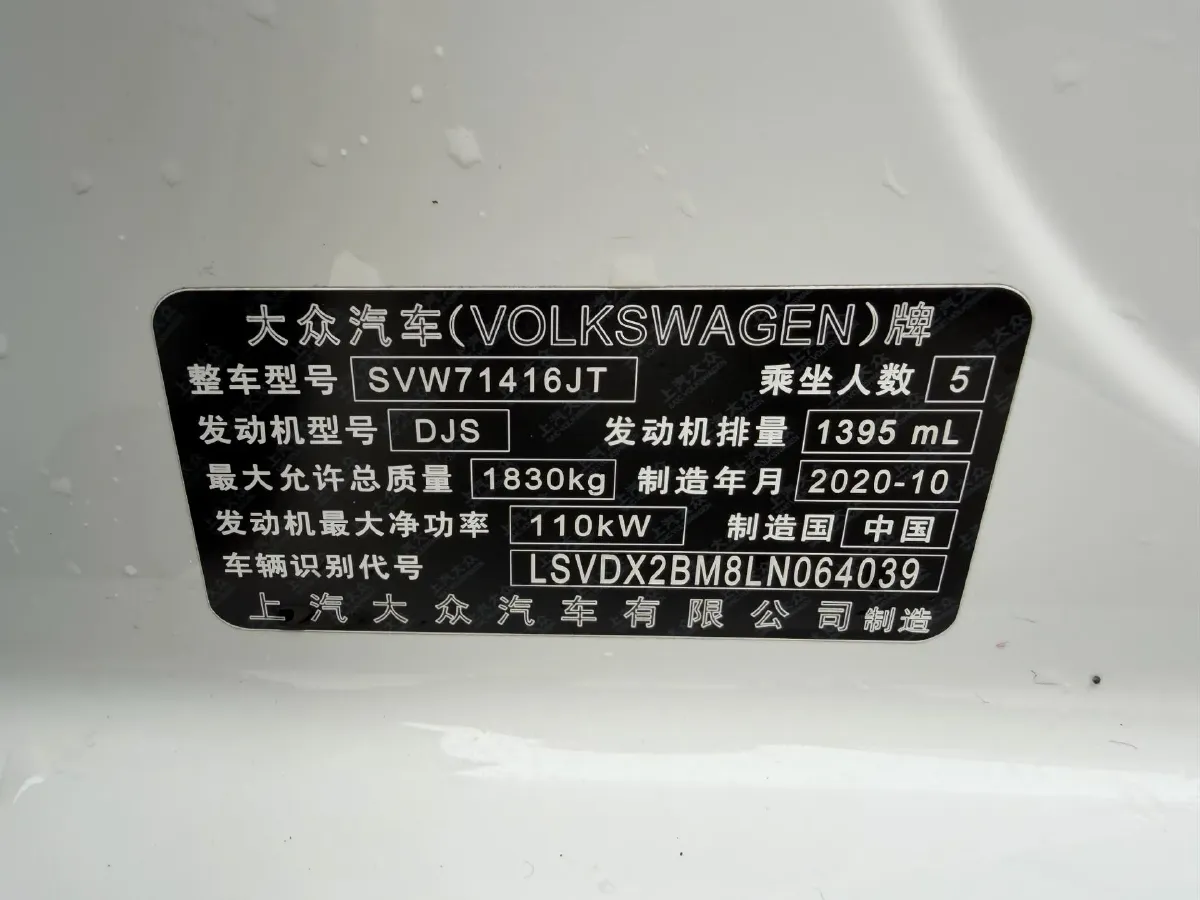 大众汽车(VOLKSWAGEN)牌
整车型号 SVW71416JT 乘坐人数 5
发动机型号 DJS 发动机排量 1395 mL
最大允许总质量 1830kg 制造年月 2020-10
发动机最大净功率 110kW 制造国 中国
车辆识别代号 LSVDX2BM8LN064039
上汽大众汽车有限公司 制造